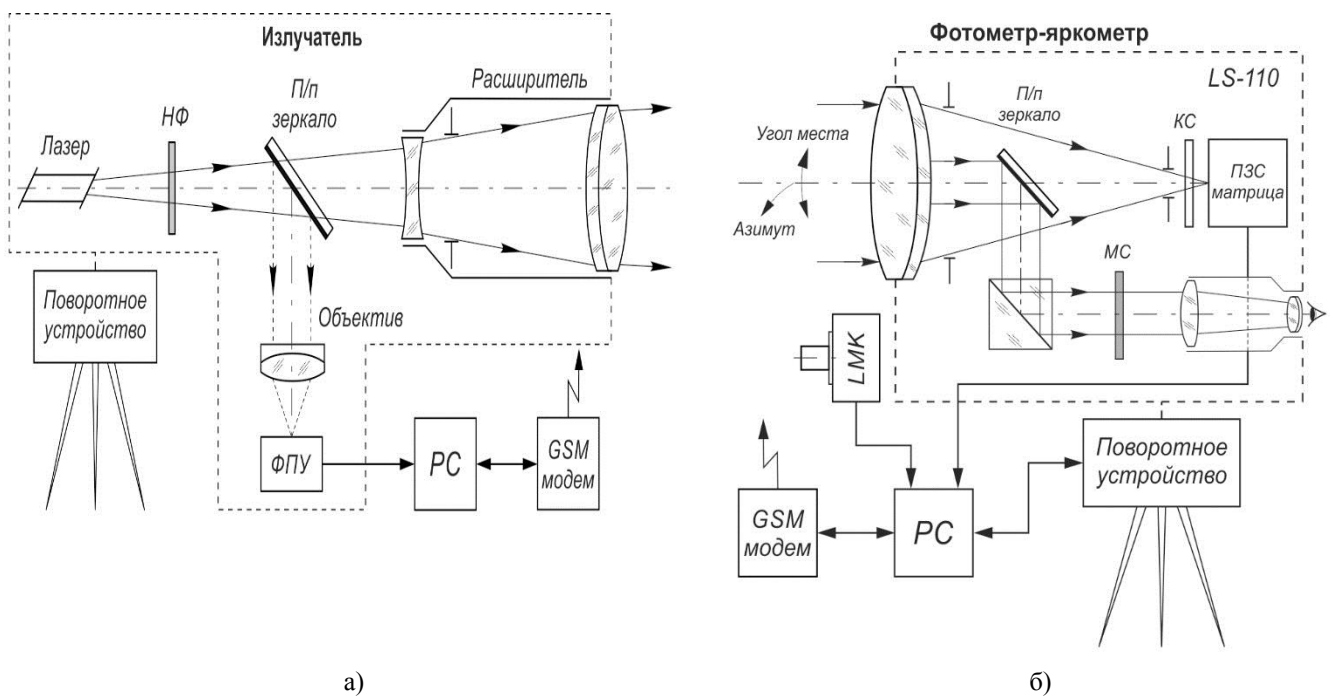 Излучатель
П/п
зеркало
Расширитель
НФ
Лазер
Поворотное
устройство
Объектив
ФПУ
PC
GSM
модем
а)
Фотометр-яркометр
LS-110
П/п
зеркало
КС
Угол места
ПЗС
матрица
Азимут
МС
LMK
GSM
модем
PC
Поворотное
устройство
б)